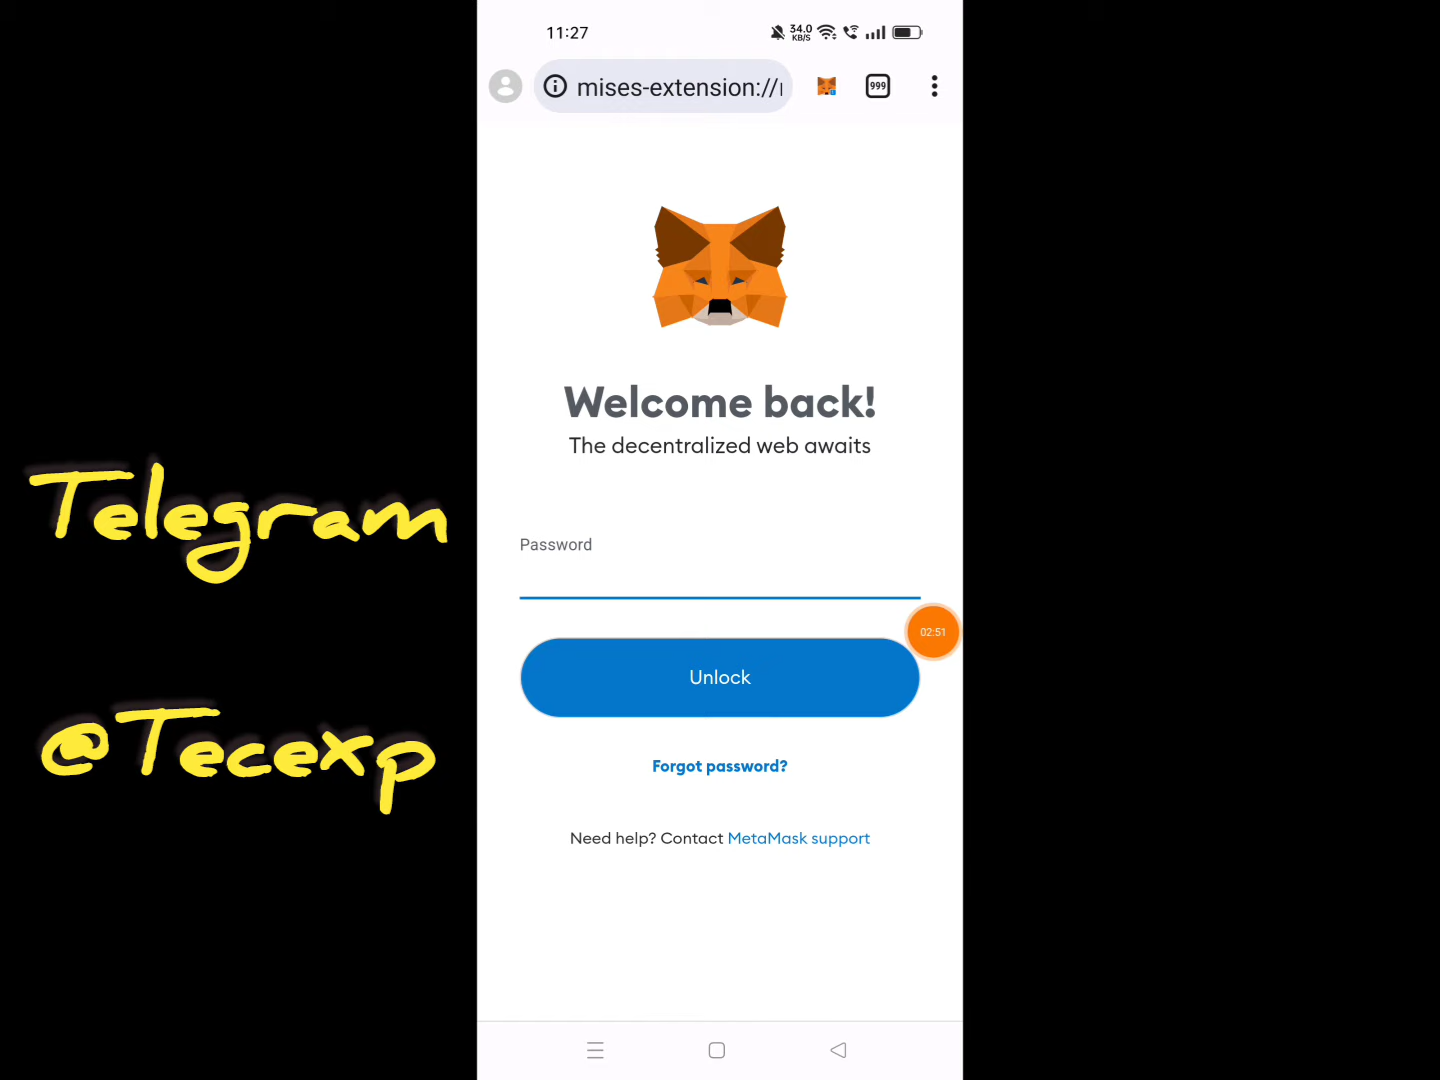 11:27
34.0
KB/S
mises-extension://
999
Welcome back!
The decentralized web awaits
Telegram
Password
02:51
Unlock
@Tecexp
Forgot password?
Need help? Contact MetaMask support